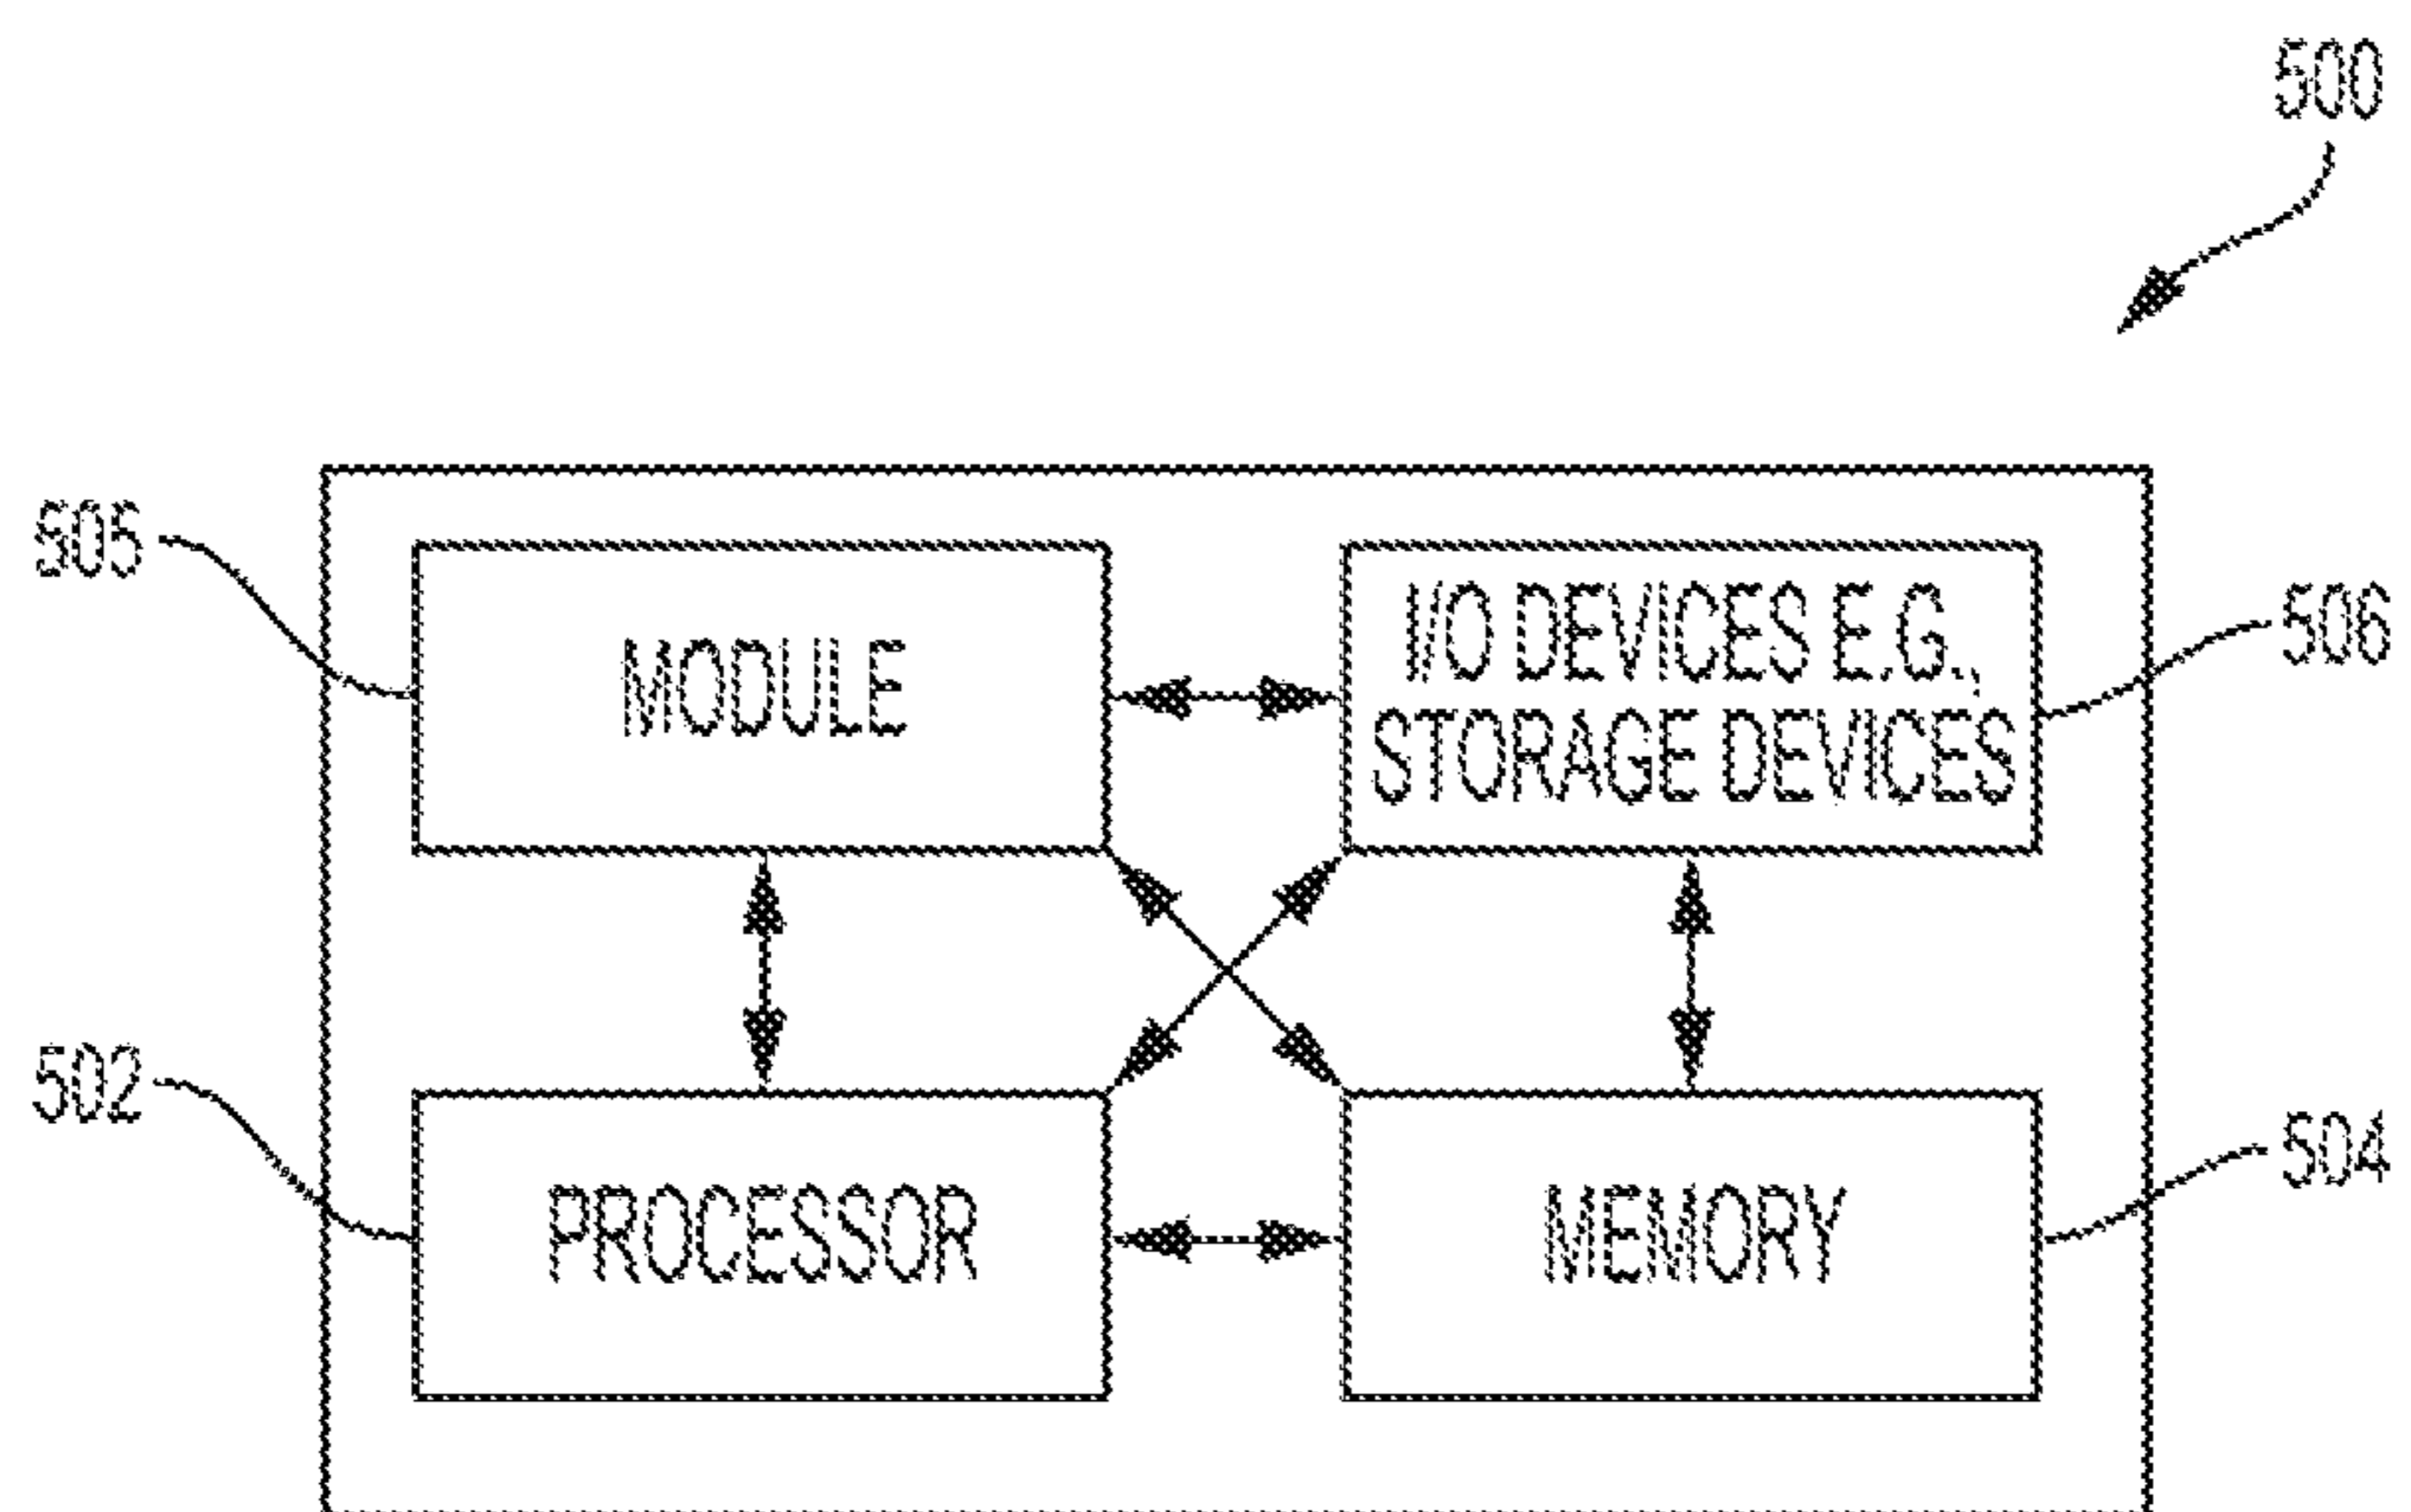 500
505
MODULE
I/O DEVICES E.G.,
STORAGE DEVICES
506
502
PROCESSOR
MEMORY
504